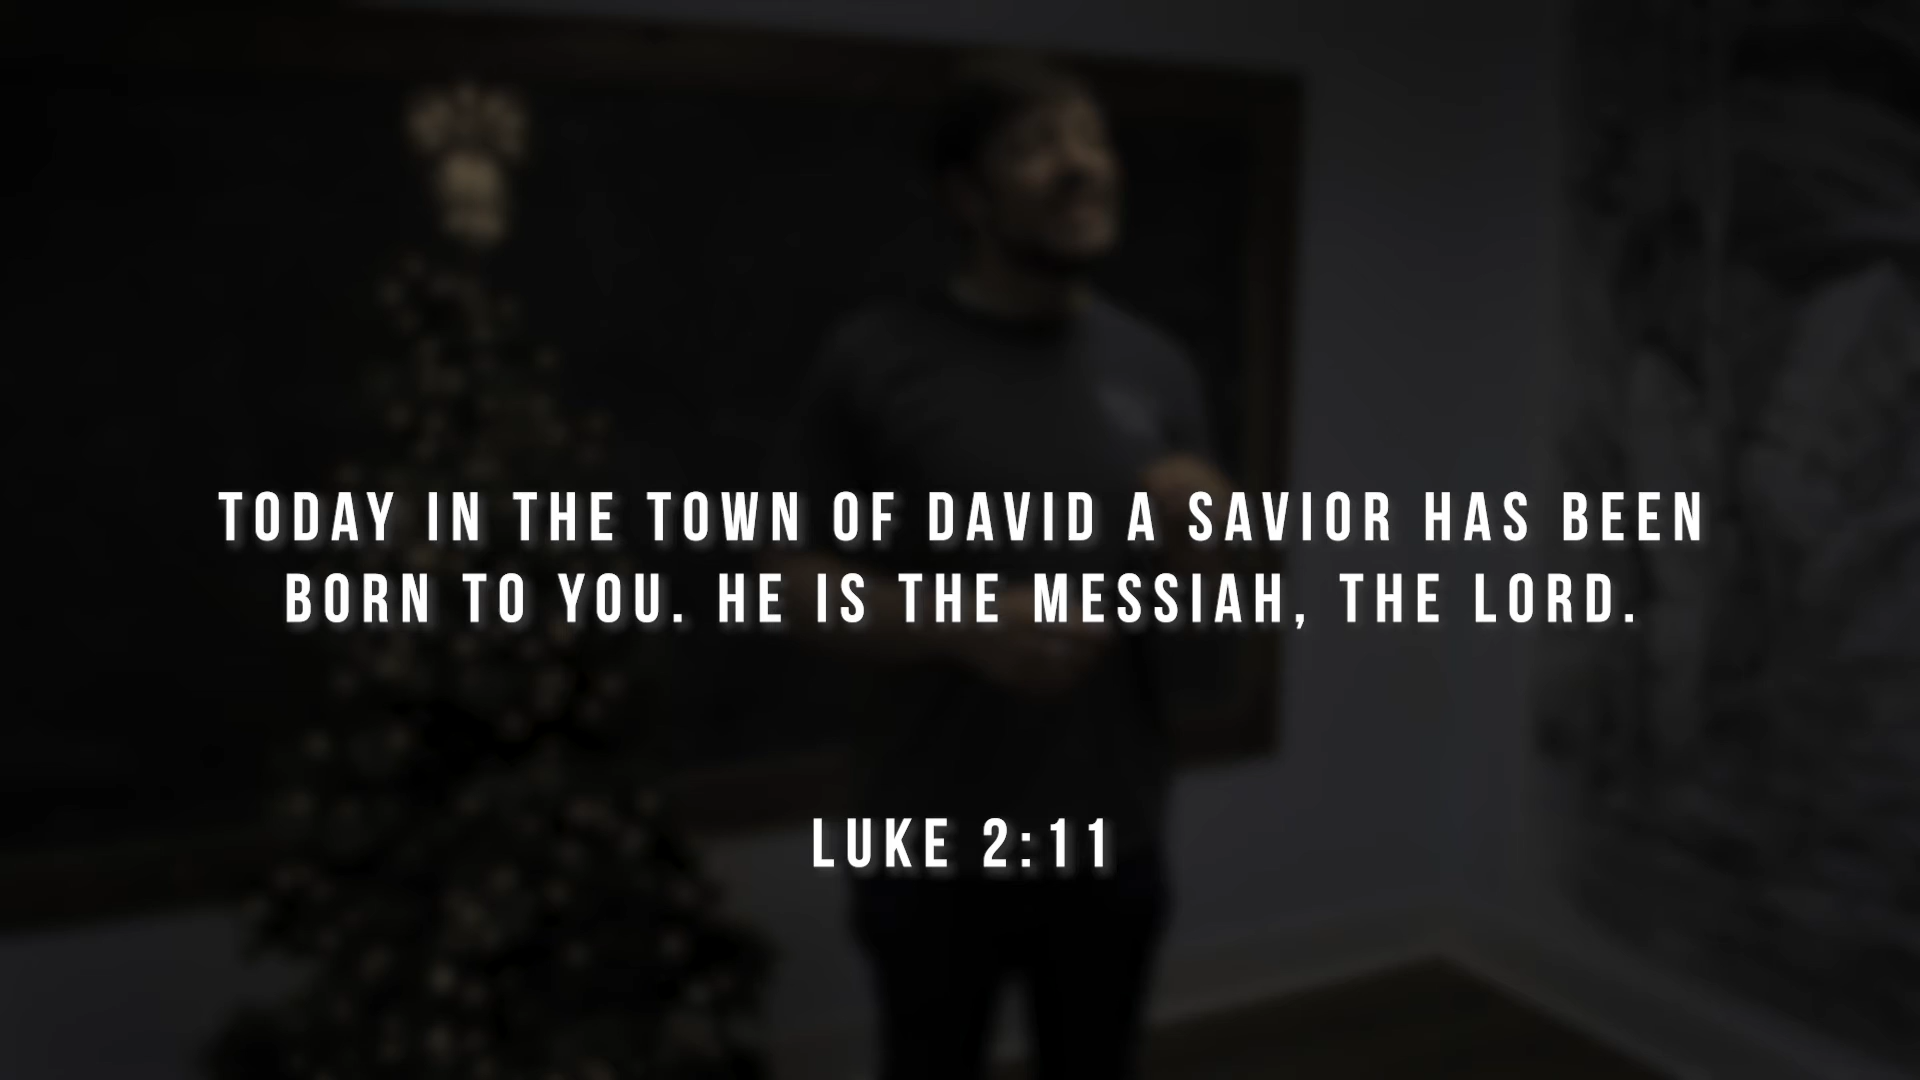 TODAY IN THE TOWN OF DAVID A SAVIOR HAS BEEN
BORN TO YOU. HE IS THE MESSIAH, THE LORD.
LUKE 2:11